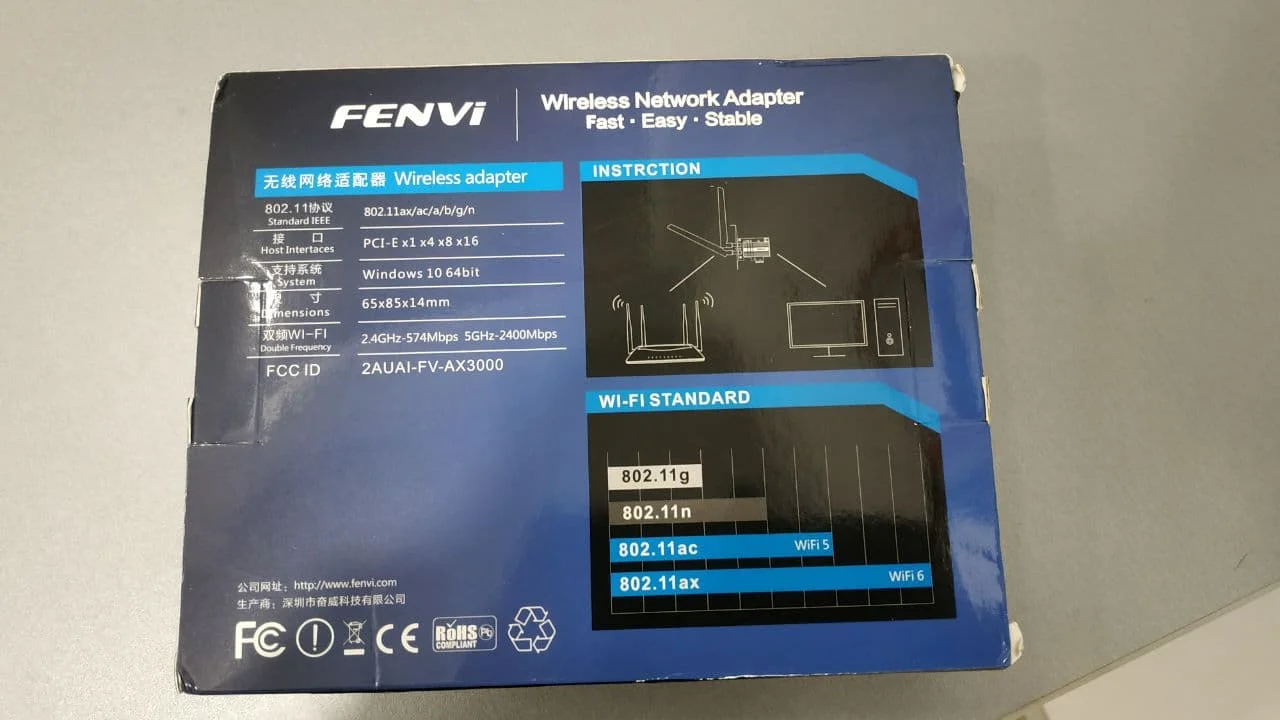 FENVi
Wireless Network Adapter
Fast · Easy · Stable
无线网络适配器 Wireless adapter
802.11协议 802.11ax/ac/a/b/g/n
Standard IEEE
接 口 PCI-E x1 x4 x8 x16
Host Intertaces
支持系统 Windows 10 64bit
System
寸 65x85x14mm
Dimensions
双频WI-FI 2.4GHz-574Mbps 5GHz-2400Mbps
Double Frequency
FCC ID 2AUAI-FV-AX3000
INSTRCTION
WI-FI STANDARD
802.11g
802.11n
802.11ac WiFi 5
802.11ax WiFi 6
公司网址：http://www.fenvi.com
生产商：深圳市奋威科技有限公司
FC CE RoHS Pb
COMPLIANT